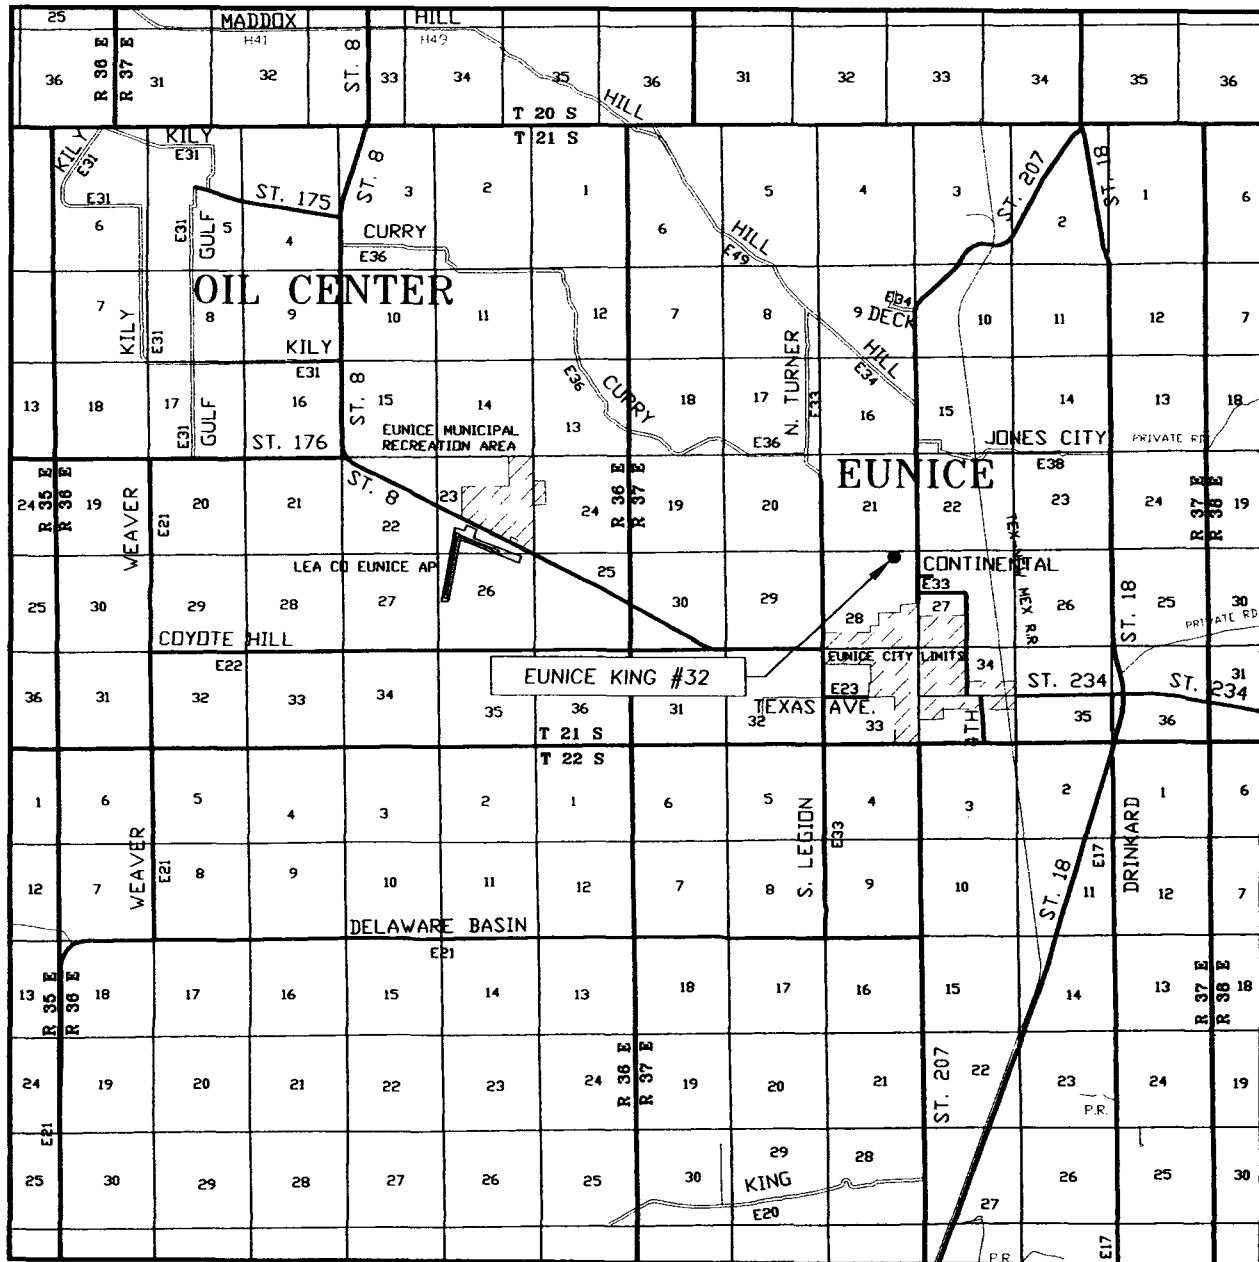 25 MADDOX HILL
H41 H49
36 R 36 E R 37 E 31 32 ST. 8 33 34 35 36 31 32 33 34 35 36
HILL
T 20 S
T 21 S
KILY KILY
E31 E31
E31 ST. 175 ST. 8 3 2 1 5 4 3 ST. 207 ST. 18 1 6
6 E31 GULF 5 4 CURRY 6 HILL 2
E36 E49
OIL CENTER
E34
7 KILY E31 8 9 10 11 12 7 8 9 DECK 10 11 12 7
KILY
E31
N. TURNER HILL
E34
E36 CURRY
13 18 17 GULF 16 ST. 8 15 14 13 18 17 E33 16 15 14 13 18
E31
EUNICE MUNICIPAL
RECREATION AREA
ST. 176 E36 JONES CITY PRIVATE RD
E38
EUNICE
24 R 35 E R 36 E 19 WEAVER E21 20 21 ST. 8 22 23 24 R 36 E R 37 E 19 20 21 22 23 24 R 37 E R 38 E 19
TEX-NEW MEX R.R.
LEA CO EUNICE AP
CONTINENTAL
E33
25 30 29 28 27 26 25 30 29 28 27 26 ST. 18 25 30
PRIVATE RD
COYOTE HILL
E22
EUNICE CITY LIMITS
EUNICE KING #32
36 31 32 33 34 35 36 31 32 33 34 35 36 31
E23
TEXAS AVE.
ST. 234 ST. 234
4TH
T 21 S
T 22 S
1 6 5 4 3 2 1 6 5 4 3 2 1 6
WEAVER E21 S. LEGION E33 E17 DRINKARD
12 7 8 9 10 11 12 7 8 9 10 ST. 18 11 12 7
DELAWARE BASIN
E21
13 R 35 E R 36 E 18 17 16 15 14 13 18 17 16 15 14 13 R 37 E R 38 E 18
24 19 20 21 22 23 24 R 36 E R 37 E 19 20 21 ST. 207 22 23 24 19
P.R.
E21
25 30 29 28 27 26 25 30 29 28 27 26 25 30
KING
E20
P.R. E17